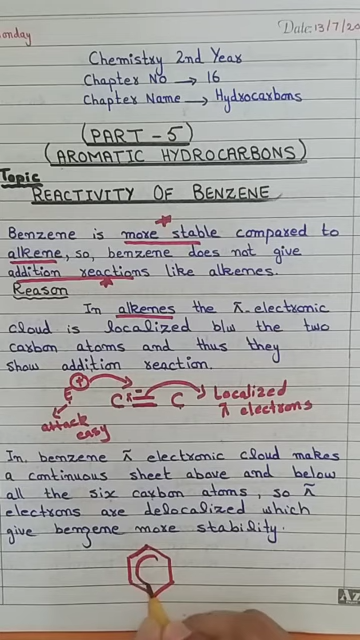 onday
Date: 13/7/20
Chemistry 2nd Year
Chapter No → 16
Chapter Name → Hydrocarbons
(PART - 5)
(AROMATIC HYDROCARBONS)
Topic
REACTIVITY OF BENZENE
Benzene is more stable compared to
alkene, so, benzene does not give
addition reactions like alkenes.
Reason
In alkenes the π-electronic
cloud is localized b/w the two
carbon atoms and thus they
show addition reaction.
E + C π C Localized
π electrons
attack
easy
In benzene π electronic cloud makes
a continuous sheet above and below
all the six carbon atoms, so π
electrons are delocalized which
give benzene more stability.
Az